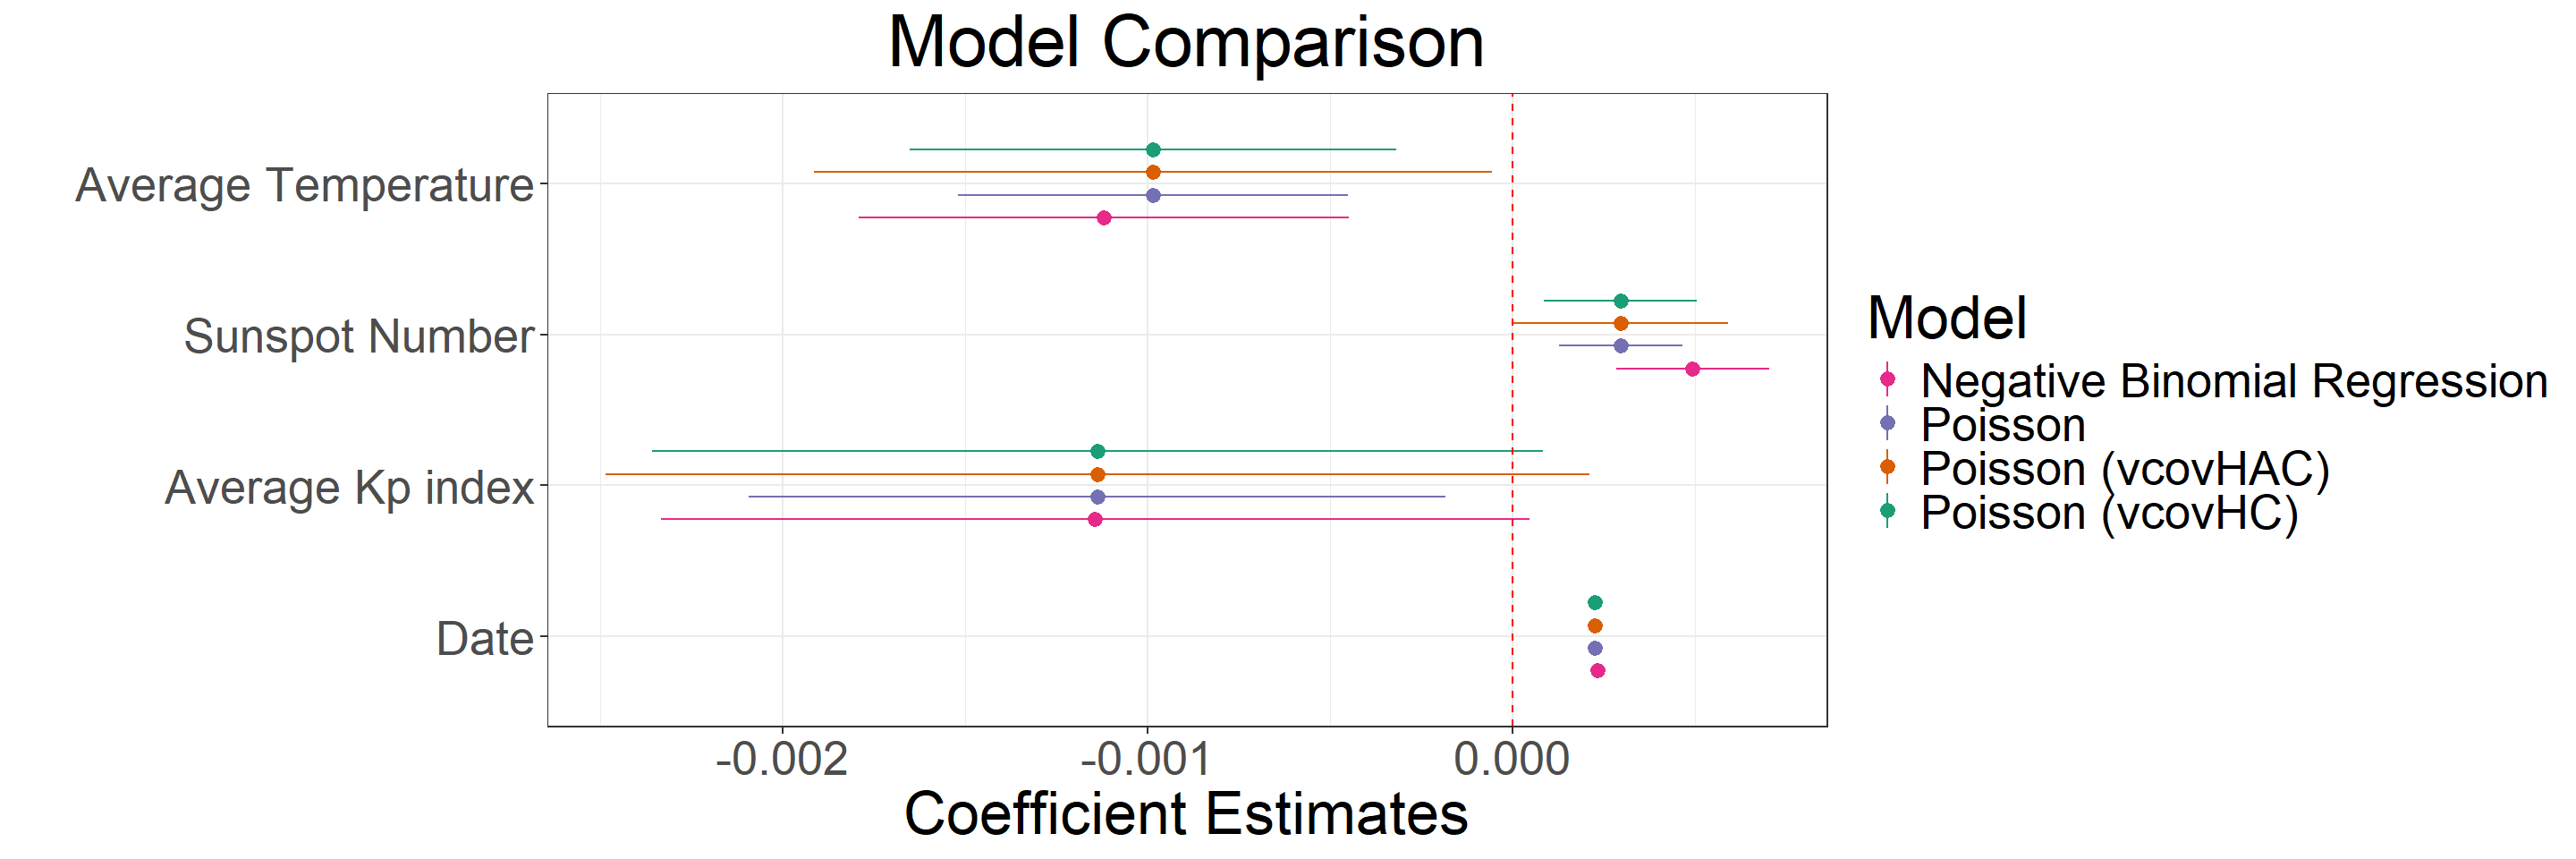 Model Comparison
Average Temperature
Sunspot Number
Average Kp index
Date
-0.002
-0.001
0.000
Coefficient Estimates
Model
Negative Binomial Regression
Poisson
Poisson (vcovHAC)
Poisson (vcovHC)